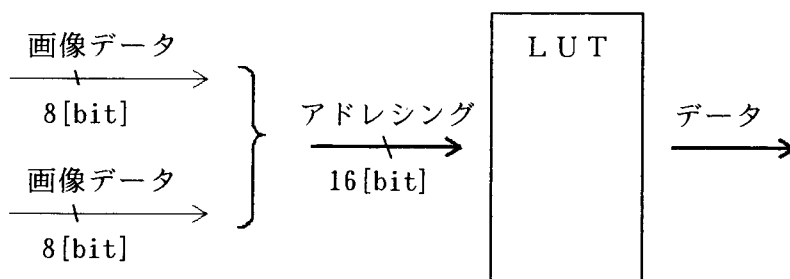 画像データ
8[bit]
画像データ
8[bit]
アドレシング
16[bit]
LUT
データ